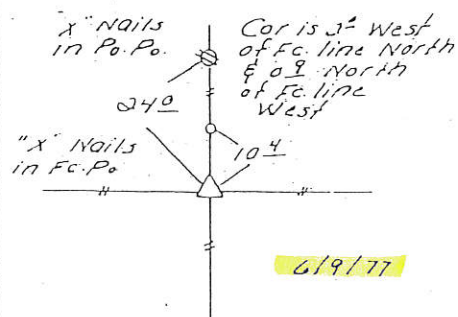 "X" Nails
in Po. Po.
Cor is 2⁰ West
of Fc. line North
& 0 9 North
of Fc. line
West
24 0
"X" Nails
in Fc. Po
10 4
6/9/77